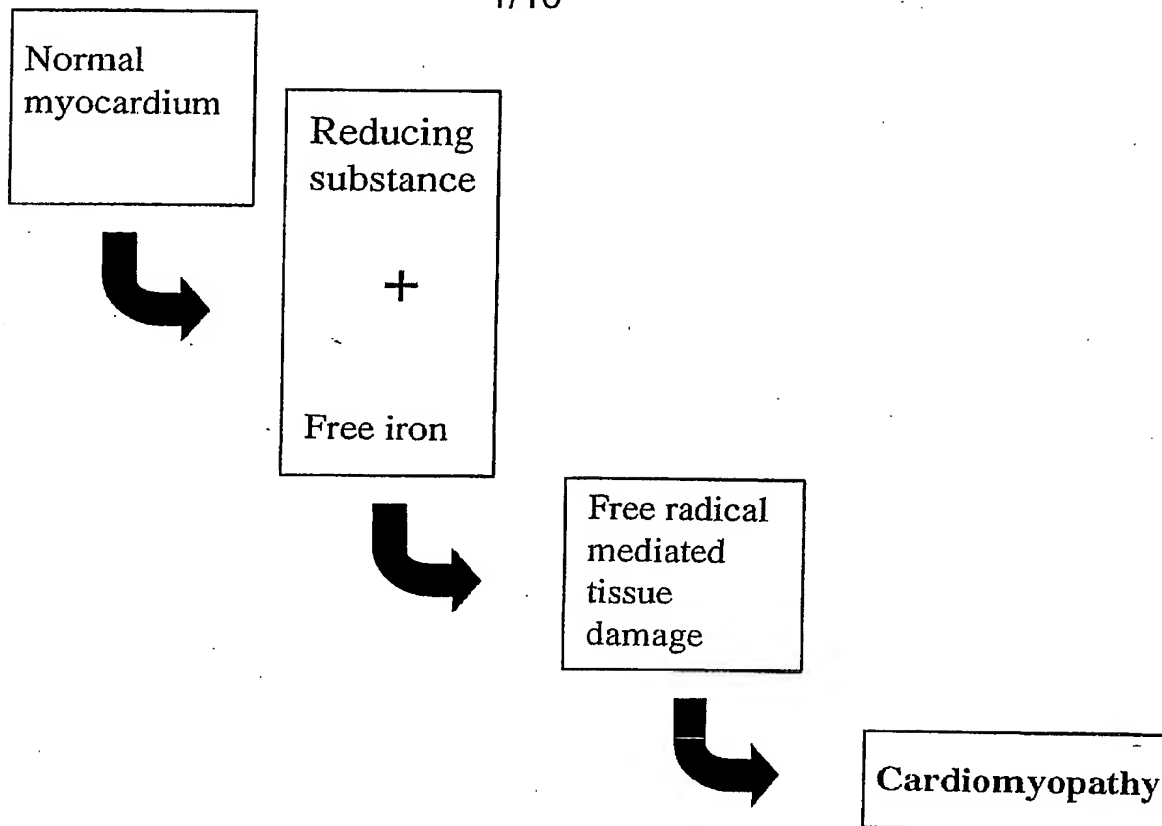 Normal
myocardium
Reducing
substance
+
Free iron
Free radical
mediated
tissue
damage
Cardiomyopathy